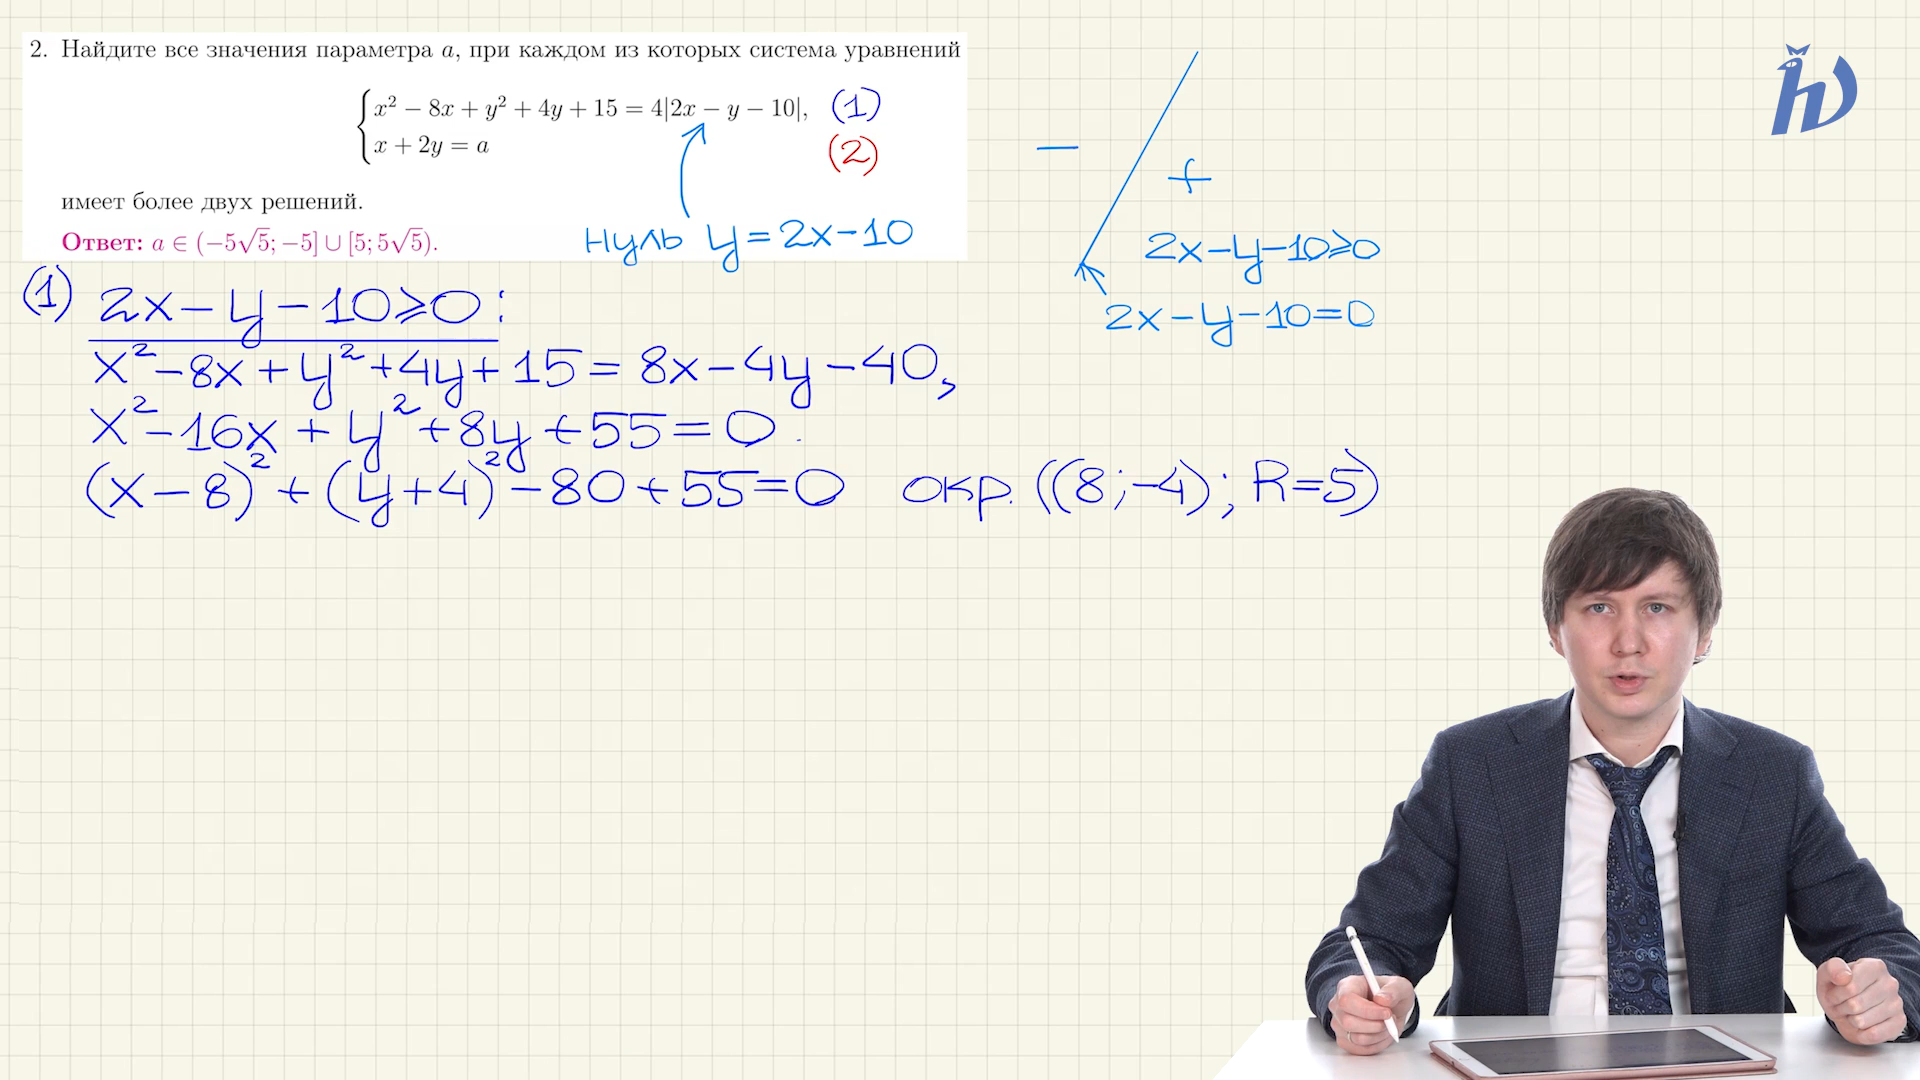 2. Найдите все значения параметра a, при каждом из которых система уравнений
x² − 8x + y² + 4y + 15 = 4|2x − y − 10|, (1)
x + 2y = a (2)
имеет более двух решений.
Ответ: a ∈ (−5√5; −5] ∪ [5; 5√5).
нуль y = 2x − 10
−
+
2x − y − 10 ⩾ 0
2x − y − 10 = 0
(1) 2x − y − 10 ⩾ 0:
x² − 8x + y² + 4y + 15 = 8x − 4y − 40,
x² − 16x + y² + 8y + 55 = 0.
(x − 8)² + (y + 4)² − 80 + 55 = 0 окр. ((8; −4); R = 5)